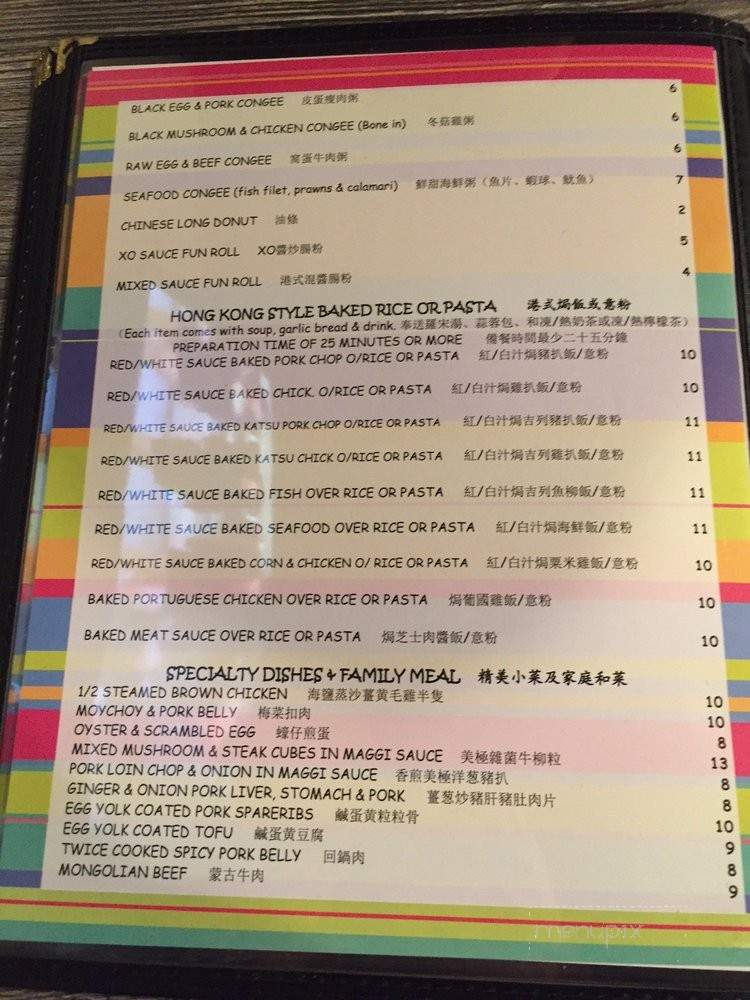 BLACK EGG & PORK CONGEE 皮蛋瘦肉粥 6
BLACK MUSHROOM & CHICKEN CONGEE (Bone in) 冬菇雞粥 6
RAW EGG & BEEF CONGEE 窩蛋牛肉粥 6
SEAFOOD CONGEE (fish filet, prawns & calamari) 鮮甜海鮮粥（魚片、蝦球、魷魚） 7
CHINESE LONG DONUT 油條 2
XO SAUCE FUN ROLL XO醬炒腸粉 5
MIXED SAUCE FUN ROLL 港式混醬腸粉 4
HONG KONG STYLE BAKED RICE OR PASTA 港式焗飯或意粉
(Each item comes with soup, garlic bread & drink. 奉送羅宋湯、蒜蓉包、和凍/熱奶茶或凍/熱檸檬茶)
PREPARATION TIME OF 25 MINUTES OR MORE 備餐時間最少二十五分鐘
RED/WHITE SAUCE BAKED PORK CHOP O/RICE OR PASTA 紅/白汁焗豬扒飯/意粉 10
RED/WHITE SAUCE BAKED CHICK. O/RICE OR PASTA 紅/白汁焗雞扒飯/意粉 10
RED/WHITE SAUCE BAKED KATSU PORK CHOP O/RICE OR PASTA 紅/白汁焗吉列豬扒飯/意粉 11
RED/WHITE SAUCE BAKED KATSU CHICK O/RICE OR PASTA 紅/白汁焗吉列雞扒飯/意粉 11
RED/WHITE SAUCE BAKED FISH OVER RICE OR PASTA 紅/白汁焗吉列魚柳飯/意粉 11
RED/WHITE SAUCE BAKED SEAFOOD OVER RICE OR PASTA 紅/白汁焗海鮮飯/意粉 11
RED/WHITE SAUCE BAKED CORN & CHICKEN O/ RICE OR PASTA 紅/白汁焗粟米雞飯/意粉 10
BAKED PORTUGUESE CHICKEN OVER RICE OR PASTA 焗葡國雞飯/意粉 10
BAKED MEAT SAUCE OVER RICE OR PASTA 焗芝士肉醬飯/意粉 10
SPECIALTY DISHES & FAMILY MEAL 精美小菜及家庭和菜
1/2 STEAMED BROWN CHICKEN 海鹽蒸沙薑黃毛雞半隻 10
MOYCHOY & PORK BELLY 梅菜扣肉 10
OYSTER & SCRAMBLED EGG 蠔仔煎蛋 8
MIXED MUSHROOM & STEAK CUBES IN MAGGI SAUCE 美極雜菌牛柳粒 13
PORK LOIN CHOP & ONION IN MAGGI SAUCE 香煎美極洋葱豬扒 8
GINGER & ONION PORK LIVER, STOMACH & PORK 薑葱炒豬肝豬肚肉片 8
EGG YOLK COATED PORK SPARERIBS 鹹蛋黃粒粒骨 10
EGG YOLK COATED TOFU 鹹蛋黃豆腐 9
TWICE COOKED SPICY PORK BELLY 回鍋肉 8
MONGOLIAN BEEF 蒙古牛肉 9
menupix